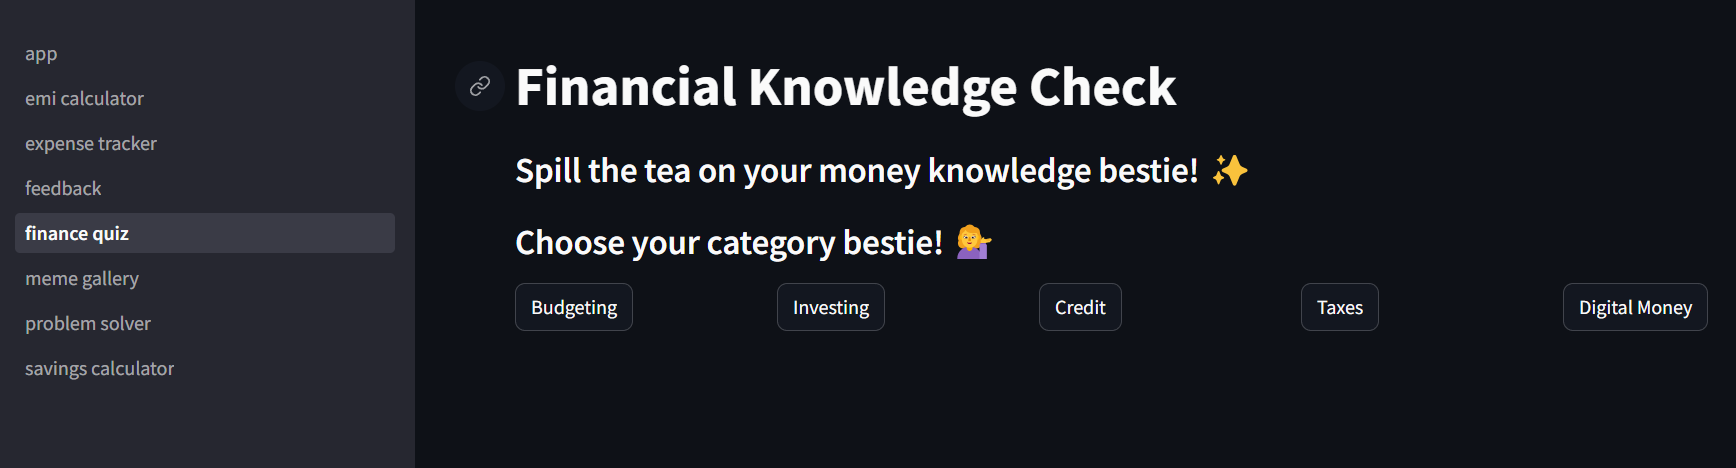 app
emi calculator
expense tracker
feedback
finance quiz
meme gallery
problem solver
savings calculator
Financial Knowledge Check
Spill the tea on your money knowledge bestie! ✨
Choose your category bestie! 💁‍♀️
Budgeting Investing Credit Taxes Digital Money